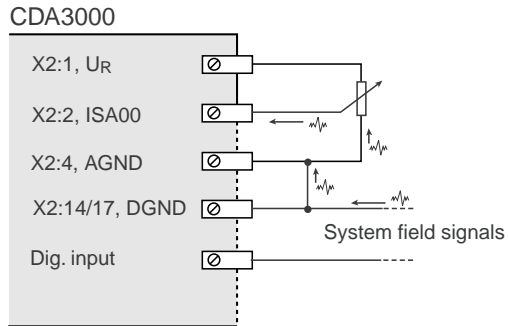 CDA3000
X2:1, UR
X2:2, ISA00
X2:4, AGND
X2:14/17, DGND
System field signals
Dig. input